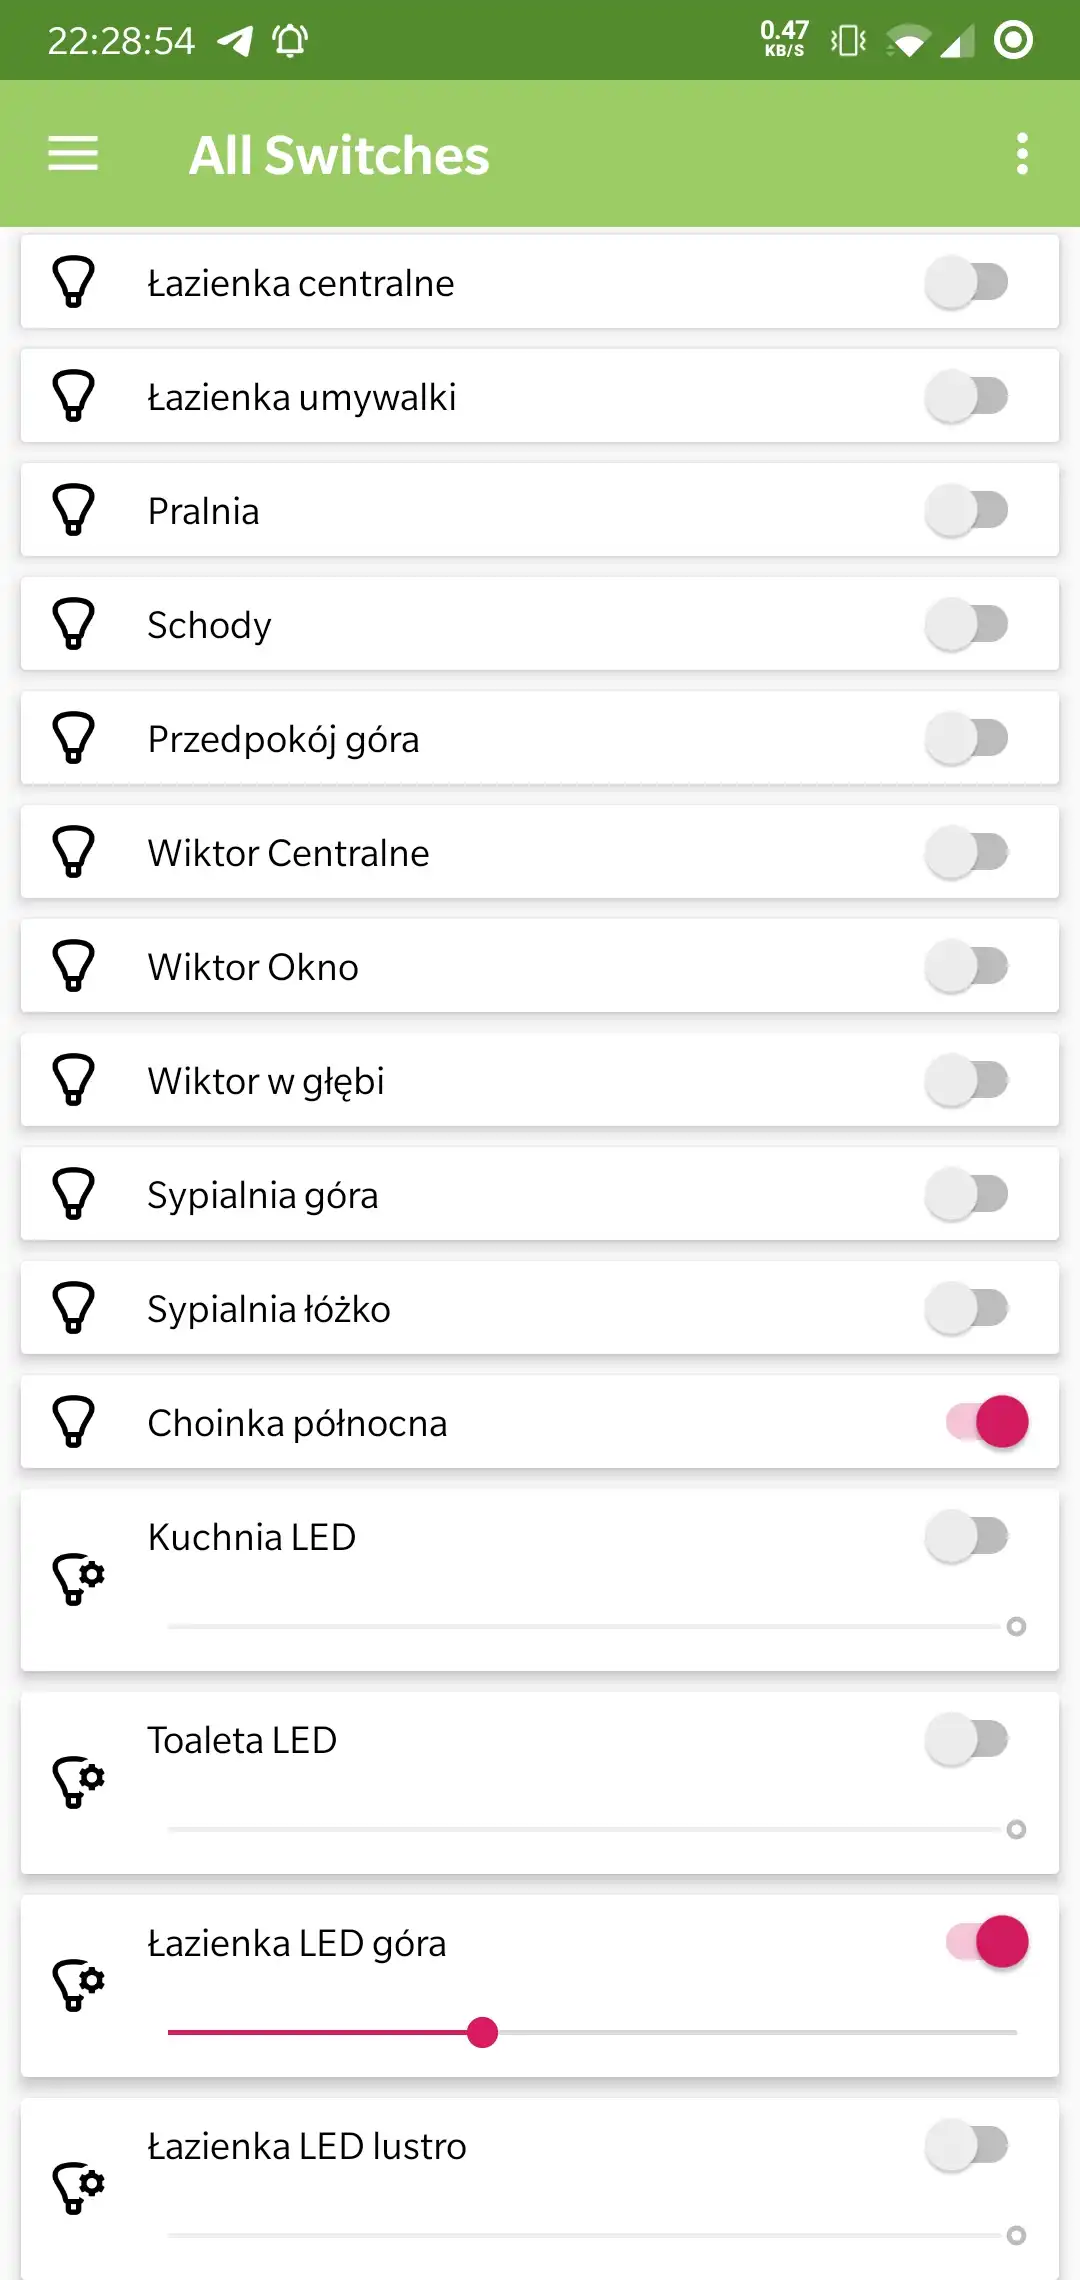 22:28:54
0.47
KB/S
All Switches
Łazienka centralne
Łazienka umywalki
Pralnia
Schody
Przedpokój góra
Wiktor Centralne
Wiktor Okno
Wiktor w głębi
Sypialnia góra
Sypialnia łóżko
Choinka północna
Kuchnia LED
Toaleta LED
Łazienka LED góra
Łazienka LED lustro